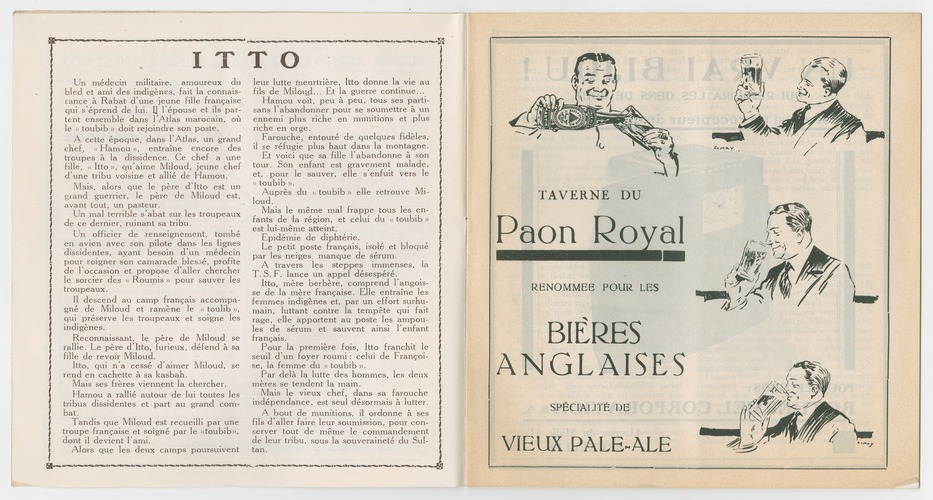 ITTO
Un médecin militaire, amoureux du
bled et ami des indigènes, fait la connais-
sance à Rabat d'une jeune fille française
qui s'éprend de lui. Il l'épouse et ils par-
tent ensemble dans l'Atlas marocain, où
le « toubib » doit rejoindre son poste.
A cette époque, dans l'Atlas, un grand
chef, « Hamou », entraîne encore des
troupes à la dissidence. Ce chef a une
fille, « Itto », qu'aime Miloud, jeune chef
d'une tribu voisine et allié de Hamou.
Mais, alors que le père d'Itto est un
grand guerrier, le père de Miloud est,
avant tout, un pasteur.
Un mal terrible s'abat sur les troupeaux
de ce dernier, ruinant sa tribu.
Un officier de renseignement, tombé
en avion avec son pilote dans les lignes
dissidentes, ayant besoin d'un médecin
pour soigner son camarade blessé, profite
de l'occasion et propose d'aller chercher
le sorcier des « Roumis » pour sauver les
troupeaux.
Il descend au camp français accompa-
gné de Miloud et ramène le « toulib »,
qui préserve les troupeaux et soigne les
indigènes.
Reconnaissant, le père de Miloud se
rallie. Le père d'Itto, furieux, défend à sa
fille de revoir Miloud.
Itto, qui n'a cessé d'aimer Miloud, se
rend en cachette à sa kasbah.
Mais ses frères viennent la chercher.
Hamou a rallié autour de lui toutes les
tribus dissidentes et part au grand com-
bat.
Tandis que Miloud est recueilli par une
troupe française et soigné par le «toubib»,
dont il devient l'ami.
Alors que les deux camps poursuivent
leur lutte meurtrière, Itto donne la vie au
fils de Miloud... Et la guerre continue...
Hamou voit, peu à peu, tous ses parti-
sans l'abandonner pour se soumettre à un
ennemi plus riche en munitions et plus
riche en orge.
Farouche, entouré de quelques fidèles,
il se réfugie plus haut dans la montagne.
Et voici que sa fille l'abandonne à son
tour. Son enfant est gravement malade,
et, pour le sauver, elle s'enfuit vers le
« toubib ».
Auprès du « toubib » elle retrouve Mi-
loud.
Mais le même mal frappe tous les en-
fants de la région, et celui du « toubib »
est lui-même atteint.
Epidémie de diphtérie.
Le petit poste français, isolé et bloqué
par les neiges, manque de sérum.
A travers les steppes immenses, la
T. S. F. lance un appel désespéré.
Itto, mère berbère, comprend l'angois-
se de la mère française. Elle entraîne les
femmes indigènes et, par un effort surhu-
main, luttant contre la tempête qui fait
rage, elle apportent au poste les ampou-
les de sérum et sauvent ainsi l'enfant
français.
Pour la première fois, Itto franchit le
seuil d'un foyer roumi : celui de Françoi-
se, la femme du « toubib ».
Par delà la lutte des hommes, les deux
mères se tendent la main.
Mais le vieux chef, dans sa farouche
indépendance, est seul désormais à lutter.
A bout de munitions, il ordonne à ses
fils d'aller faire leur soumission, pour con-
server tout de même le commandement
de leur tribu, sous la souveraineté du Sul-
tan.
TAVERNE DU
Paon Royal
RENOMMEE POUR LES
BIÈRES
ANGLAISES
SPÉCIALITÉ DE
VIEUX PALE-ALE